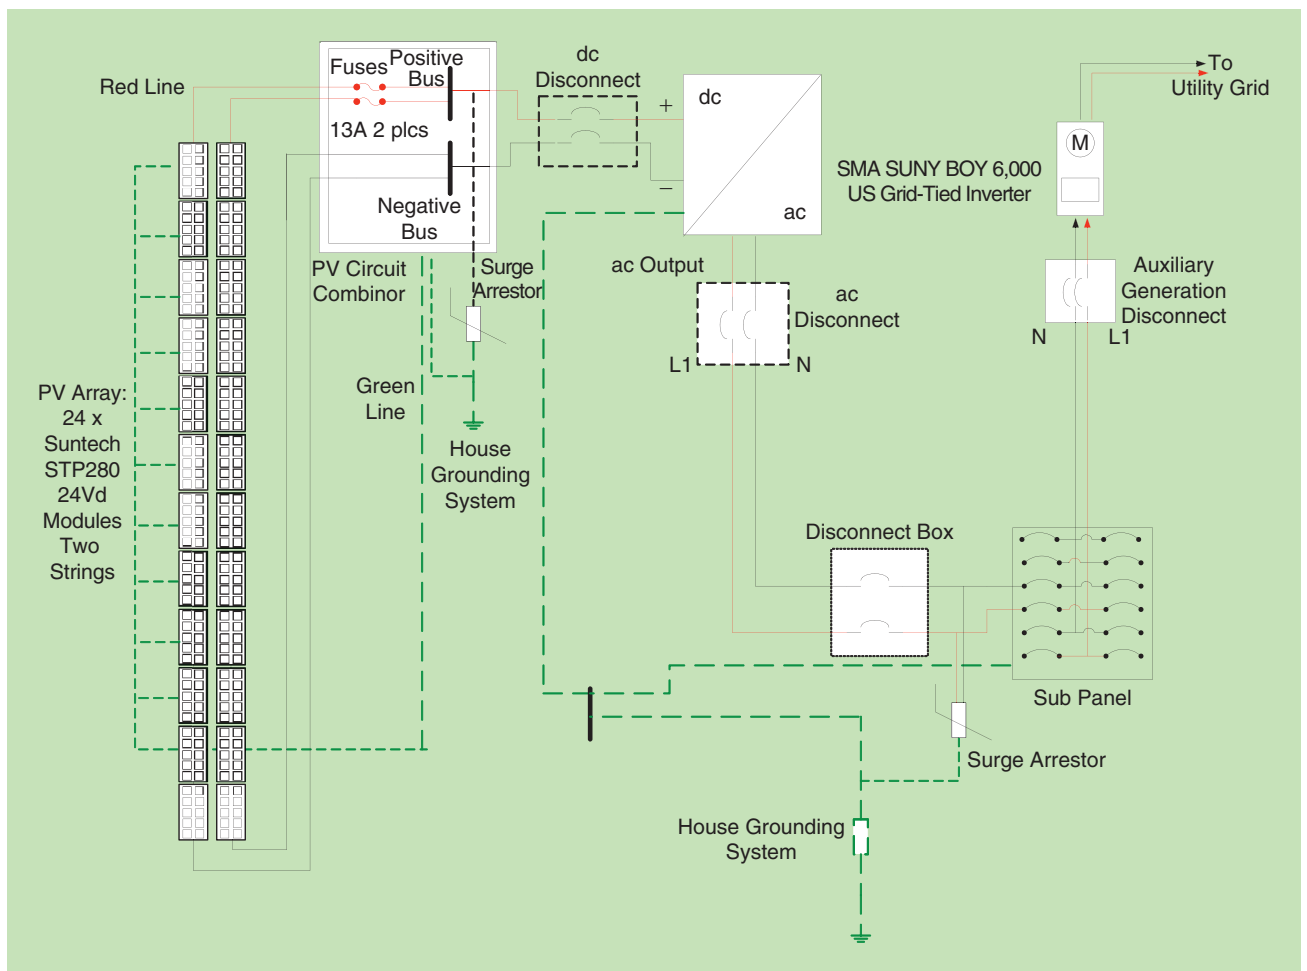 Red Line
Fuses
Positive
Bus
13A 2 plcs
Negative
Bus
PV Circuit
Combinor
dc
Disconnect
+
−
dc
ac
SMA SUNY BOY 6,000
US Grid-Tied Inverter
To
Utility Grid
M
Surge
Arrestor
ac Output
ac
Disconnect
L1
N
Auxiliary
Generation
Disconnect
N
L1
PV Array:
24 x
Suntech
STP280
24Vd
Modules
Two
Strings
Green
Line
House
Grounding
System
Disconnect Box
Sub Panel
Surge Arrestor
House Grounding
System